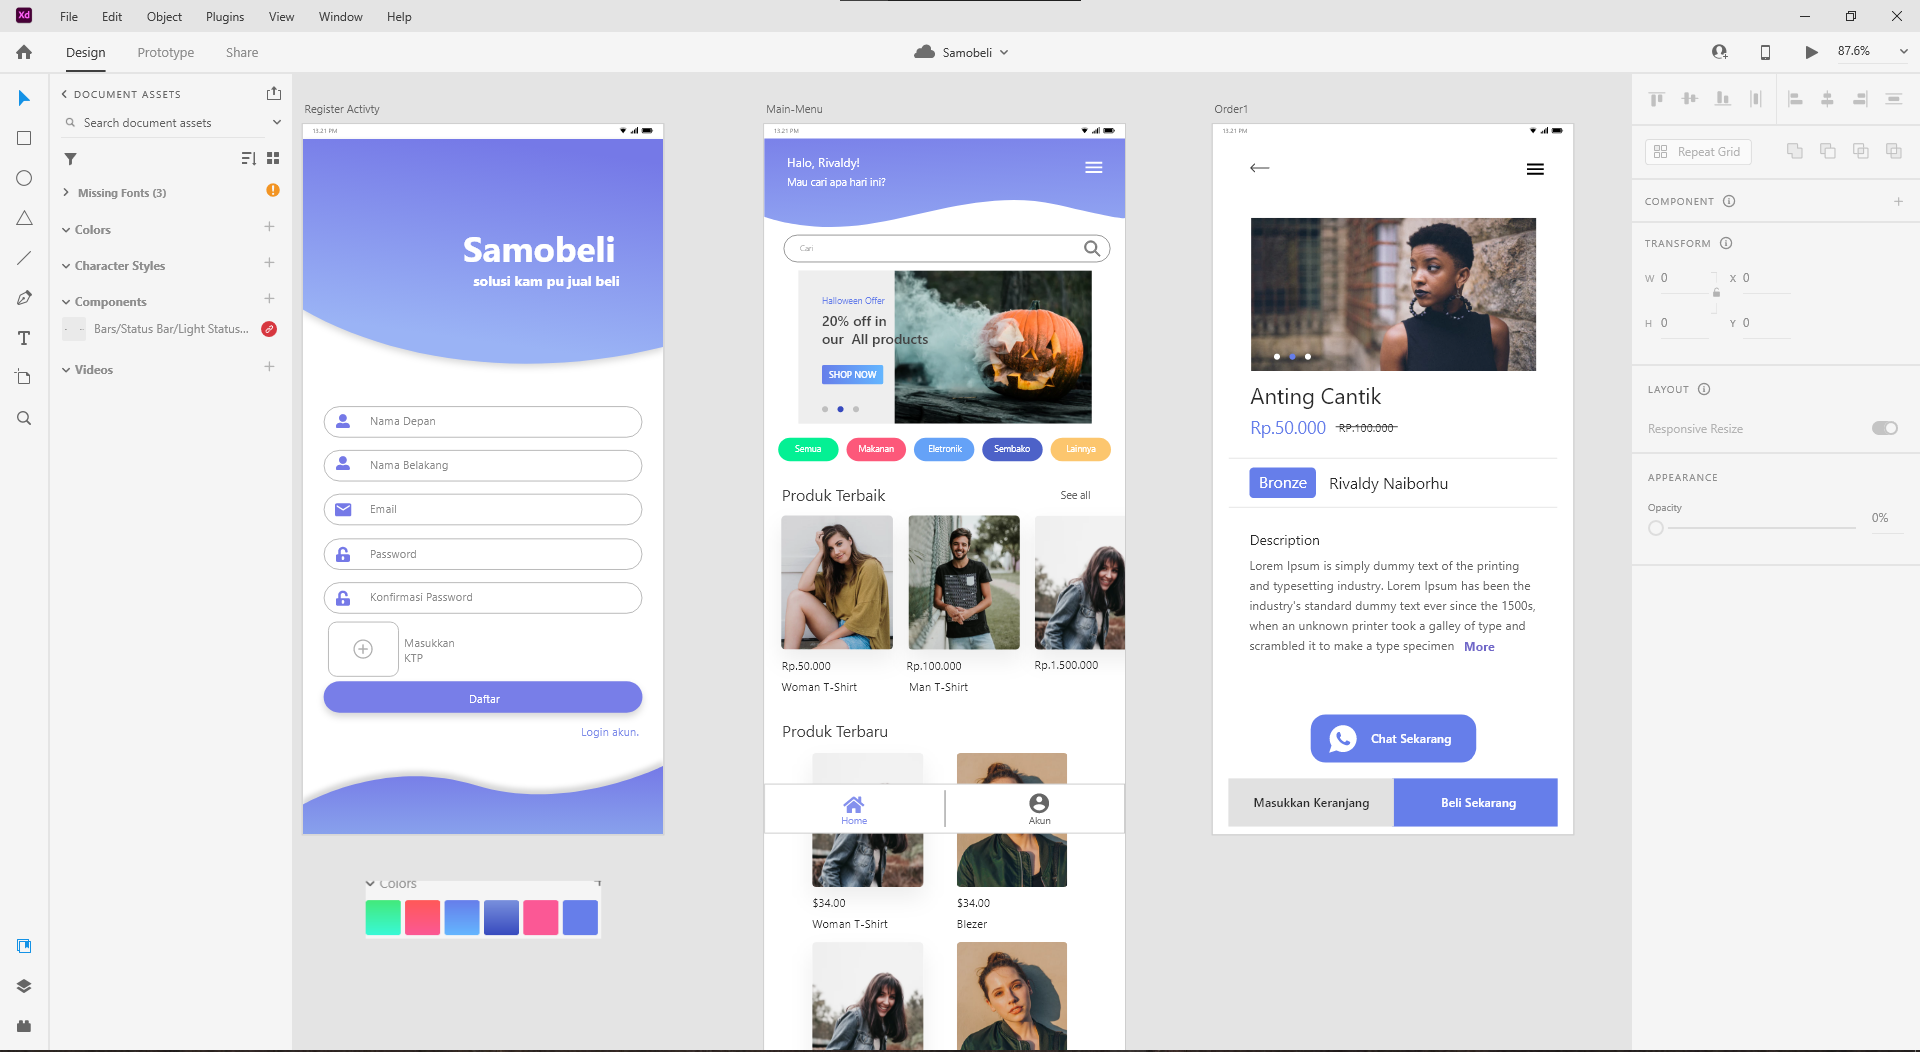 Xd
File Edit Object Plugins View Window Help
Design Prototype Share
Samobeli
87.6%
DOCUMENT ASSETS
Search document assets
Missing Fonts (3)
Colors
Character Styles
Components
Bars/Status Bar/Light Status...
Videos
Register Activty
13.21 PM
Samobeli
solusi kam pu jual beli
Nama Depan
Nama Belakang
Email
Password
Konfirmasi Password
Masukkan
KTP
Daftar
Login akun.
Colors
Main-Menu
13.21 PM
Halo, Rivaldy!
Mau cari apa hari ini?
Cari
Halloween Offer
20% off in
our All products
SHOP NOW
Semua Makanan Eletronik Sembako Lainnya
Produk Terbaik See all
Rp.50.000 Rp.100.000 Rp.1.500.000
Woman T-Shirt Man T-Shirt
Produk Terbaru
Home Akun
$34.00 $34.00
Woman T-Shirt Blezer
Order1
13.21 PM
Anting Cantik
Rp.50.000 RP.100.000
Bronze Rivaldy Naiborhu
Description
Lorem Ipsum is simply dummy text of the printing
and typesetting industry. Lorem Ipsum has been the
industry's standard dummy text ever since the 1500s,
when an unknown printer took a galley of type and
scrambled it to make a type specimen More
Chat Sekarang
Masukkan Keranjang Beli Sekarang
Repeat Grid
COMPONENT
TRANSFORM
W 0 X 0
H 0 Y 0
LAYOUT
Responsive Resize
APPEARANCE
Opacity
0%